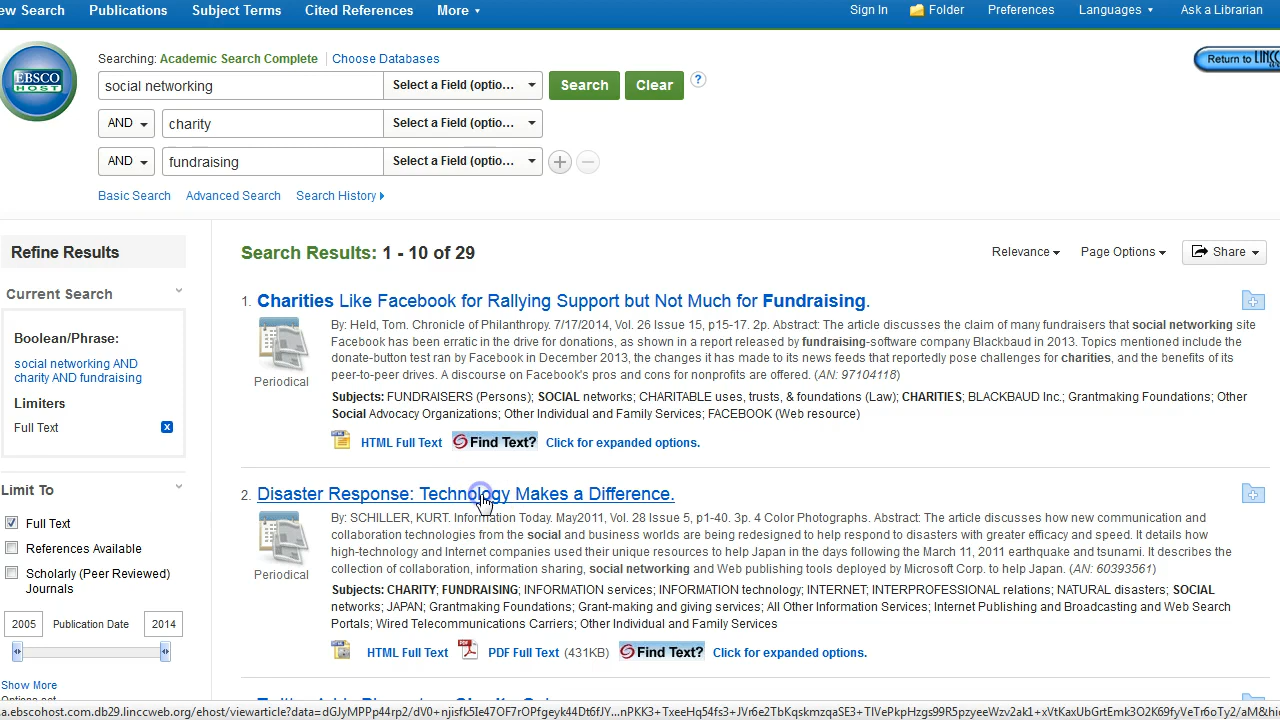 ew Search Publications Subject Terms Cited References More Sign In Folder Preferences Languages Ask a Librarian
Searching: Academic Search Complete Choose Databases
EBSCO
HOST
Return to LINCC
social networking Select a Field (optio... Search Clear ?
AND charity Select a Field (optio...
AND fundraising Select a Field (optio...
Basic Search Advanced Search Search History
Refine Results
Current Search
Boolean/Phrase:
social networking AND
charity AND fundraising
Limiters
Full Text
Limit To
Full Text
References Available
Scholarly (Peer Reviewed)
Journals
2005 Publication Date 2014
Show More
Search Results: 1 - 10 of 29
Relevance Page Options Share
1. Charities Like Facebook for Rallying Support but Not Much for Fundraising.
Periodical
By: Held, Tom. Chronicle of Philanthropy. 7/17/2014, Vol. 26 Issue 15, p15-17. 2p. Abstract: The article discusses the claim of many fundraisers that social networking site
Facebook has been erratic in the drive for donations, as shown in a report released by fundraising-software company Blackbaud in 2013. Topics mentioned include the
donate-button test ran by Facebook in December 2013, the changes it has made to its news feeds that reportedly pose challenges for charities, and the benefits of its
peer-to-peer drives. A discourse on Facebook's pros and cons for nonprofits are offered. (AN: 97104118)
Subjects: FUNDRAISERS (Persons); SOCIAL networks; CHARITABLE uses, trusts, & foundations (Law); CHARITIES; BLACKBAUD Inc.; Grantmaking Foundations; Other
Social Advocacy Organizations; Other Individual and Family Services; FACEBOOK (Web resource)
HTML Full Text Find Text? Click for expanded options.
2. Disaster Response: Technology Makes a Difference.
Periodical
By: SCHILLER, KURT. Information Today. May2011, Vol. 28 Issue 5, p1-40. 3p. 4 Color Photographs. Abstract: The article discusses how new communication and
collaboration technologies from the social and business worlds are being redesigned to help respond to disasters with greater efficacy and speed. It details how
high-technology and Internet companies used their unique resources to help Japan in the days following the March 11, 2011 earthquake and tsunami. It describes the
collection of collaboration, information sharing, social networking and Web publishing tools deployed by Microsoft Corp. to help Japan. (AN: 60393561)
Subjects: CHARITY; FUNDRAISING; INFORMATION services; INFORMATION technology; INTERNET; INTERPROFESSIONAL relations; NATURAL disasters; SOCIAL
networks; JAPAN; Grantmaking Foundations; Grant-making and giving services; All Other Information Services; Internet Publishing and Broadcasting and Web Search
Portals; Wired Telecommunications Carriers; Other Individual and Family Services
HTML Full Text PDF Full Text (431KB) Find Text? Click for expanded options.